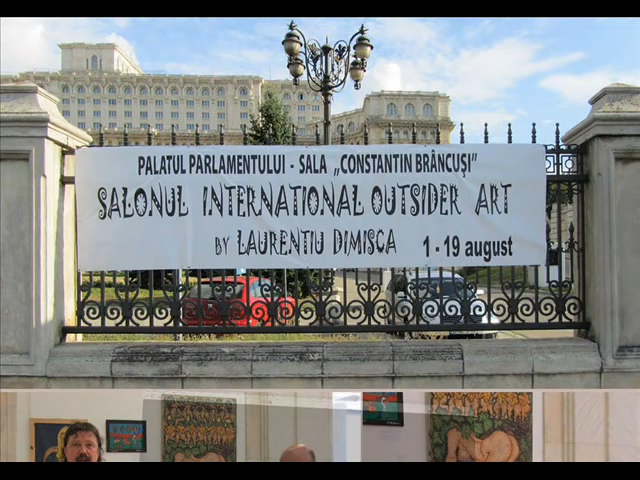 PALATUL PARLAMENTULUI - SALA „CONSTANTIN BRÂNCUŞI”
SALONUL INTERNATIONAL OUTSIDER ART
BY LAURENTIU DIMISCA 1 - 19 august